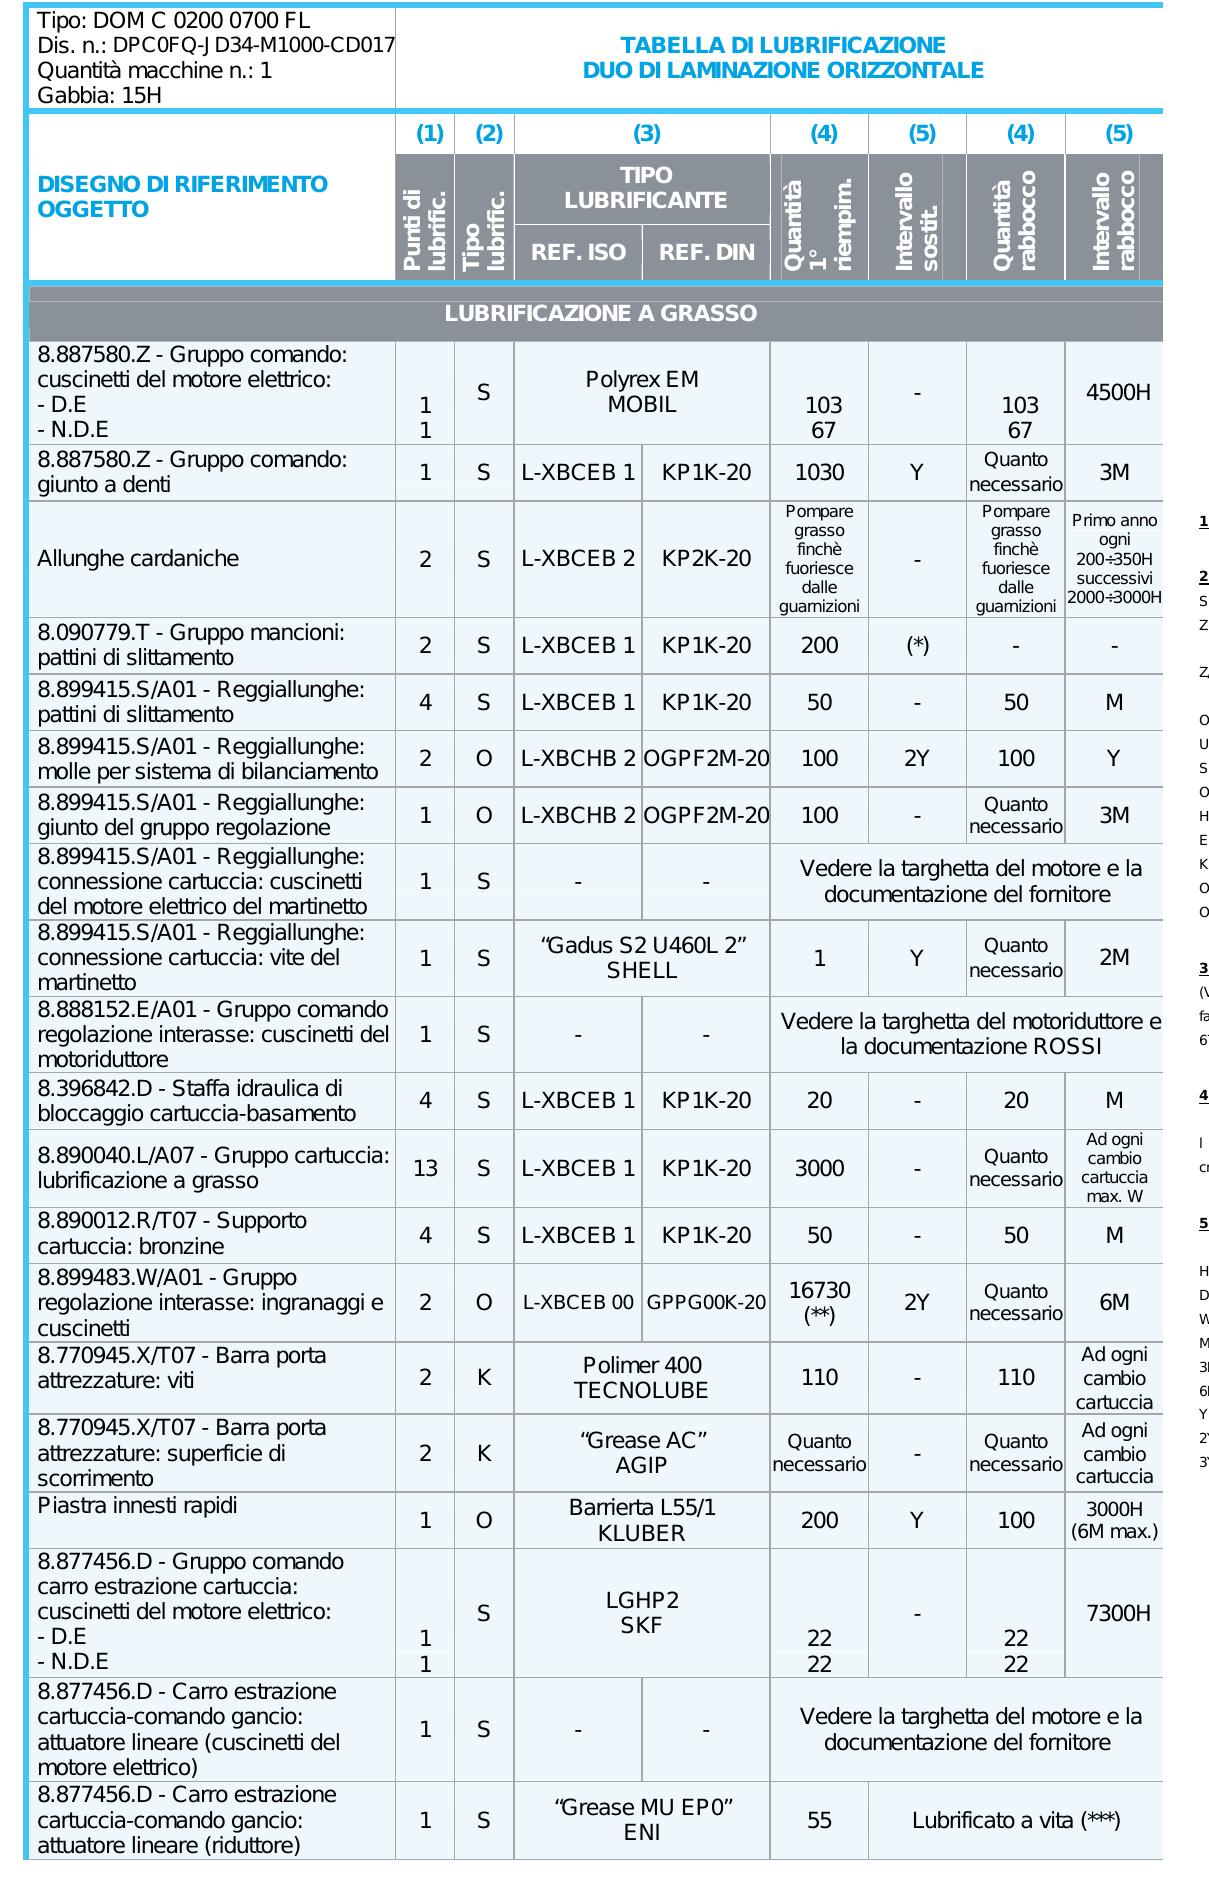 Tipo: DOM C 0200 0700 FL
Dis. n.: DPC0FQ-JD34-M1000-CD017
Quantità macchine n.: 1
Gabbia: 15H
TABELLA DI LUBRIFICAZIONE
DUO DI LAMINAZIONE ORIZZONTALE
DISEGNO DI RIFERIMENTO
OGGETTO
(1) (2) (3) (4) (5) (4) (5)
Punti di
lubrific.
Tipo
lubrific.
TIPO
LUBRIFICANTE
REF. ISO REF. DIN
Quantità
1°
riempim.
Intervallo
sostit.
Quantità
rabbocco
Intervallo
rabbocco
LUBRIFICAZIONE A GRASSO
8.887580.Z - Gruppo comando:
cuscinetti del motore elettrico:
- D.E
- N.D.E
1
1
S
Polyrex EM
MOBIL
103
67
-
103
67
4500H
8.887580.Z - Gruppo comando:
giunto a denti
1 S L-XBCEB 1 KP1K-20 1030 Y
Quanto
necessario
3M
Allunghe cardaniche
2 S L-XBCEB 2 KP2K-20
Pompare
grasso
finchè
fuoriesce
dalle
guarnizioni
-
Pompare
grasso
finchè
fuoriesce
dalle
guarnizioni
Primo anno
ogni
200÷350H
successivi
2000÷3000H
8.090779.T - Gruppo mancioni:
pattini di slittamento
2 S L-XBCEB 1 KP1K-20 200 (*) - -
8.899415.S/A01 - Reggiallunghe:
pattini di slittamento
4 S L-XBCEB 1 KP1K-20 50 - 50 M
8.899415.S/A01 - Reggiallunghe:
molle per sistema di bilanciamento
2 O L-XBCHB 2 OGPF2M-20 100 2Y 100 Y
8.899415.S/A01 - Reggiallunghe:
giunto del gruppo regolazione
1 O L-XBCHB 2 OGPF2M-20 100 -
Quanto
necessario
3M
8.899415.S/A01 - Reggiallunghe:
connessione cartuccia: cuscinetti
del motore elettrico del martinetto
1 S - -
Vedere la targhetta del motore e la
documentazione del fornitore
8.899415.S/A01 - Reggiallunghe:
connessione cartuccia: vite del
martinetto
1 S
“Gadus S2 U460L 2”
SHELL
1 Y
Quanto
necessario
2M
8.888152.E/A01 - Gruppo comando
regolazione interasse: cuscinetti del
motoriduttore
1 S - -
Vedere la targhetta del motoriduttore e
la documentazione ROSSI
8.396842.D - Staffa idraulica di
bloccaggio cartuccia-basamento
4 S L-XBCEB 1 KP1K-20 20 - 20 M
8.890040.L/A07 - Gruppo cartuccia:
lubrificazione a grasso
13 S L-XBCEB 1 KP1K-20 3000 -
Quanto
necessario
Ad ogni
cambio
cartuccia
max. W
8.890012.R/T07 - Supporto
cartuccia: bronzine
4 S L-XBCEB 1 KP1K-20 50 - 50 M
8.899483.W/A01 - Gruppo
regolazione interasse: ingranaggi e
cuscinetti
2 O L-XBCEB 00 GPPG00K-20
16730
(**)
2Y
Quanto
necessario
6M
8.770945.X/T07 - Barra porta
attrezzature: viti
2 K
Polimer 400
TECNOLUBE
110 - 110
Ad ogni
cambio
cartuccia
8.770945.X/T07 - Barra porta
attrezzature: superficie di
scorrimento
2 K
“Grease AC”
AGIP
Quanto
necessario
-
Quanto
necessario
Ad ogni
cambio
cartuccia
Piastra innesti rapidi
1 O
Barrierta L55/1
KLUBER
200 Y 100
3000H
(6M max.)
8.877456.D - Gruppo comando
carro estrazione cartuccia:
cuscinetti del motore elettrico:
- D.E
- N.D.E
1
1
S
LGHP2
SKF
22
22
-
22
22
7300H
8.877456.D - Carro estrazione
cartuccia-comando gancio:
attuatore lineare (cuscinetti del
motore elettrico)
1 S - -
Vedere la targhetta del motore e la
documentazione del fornitore
8.877456.D - Carro estrazione
cartuccia-comando gancio:
attuatore lineare (riduttore)
1 S
“Grease MU EP0”
ENI
55 Lubrificato a vita (***)
1
2
S
Z
O
U
S
O
H
E
K
O
O
3
4
5
H
D
W
M
Y